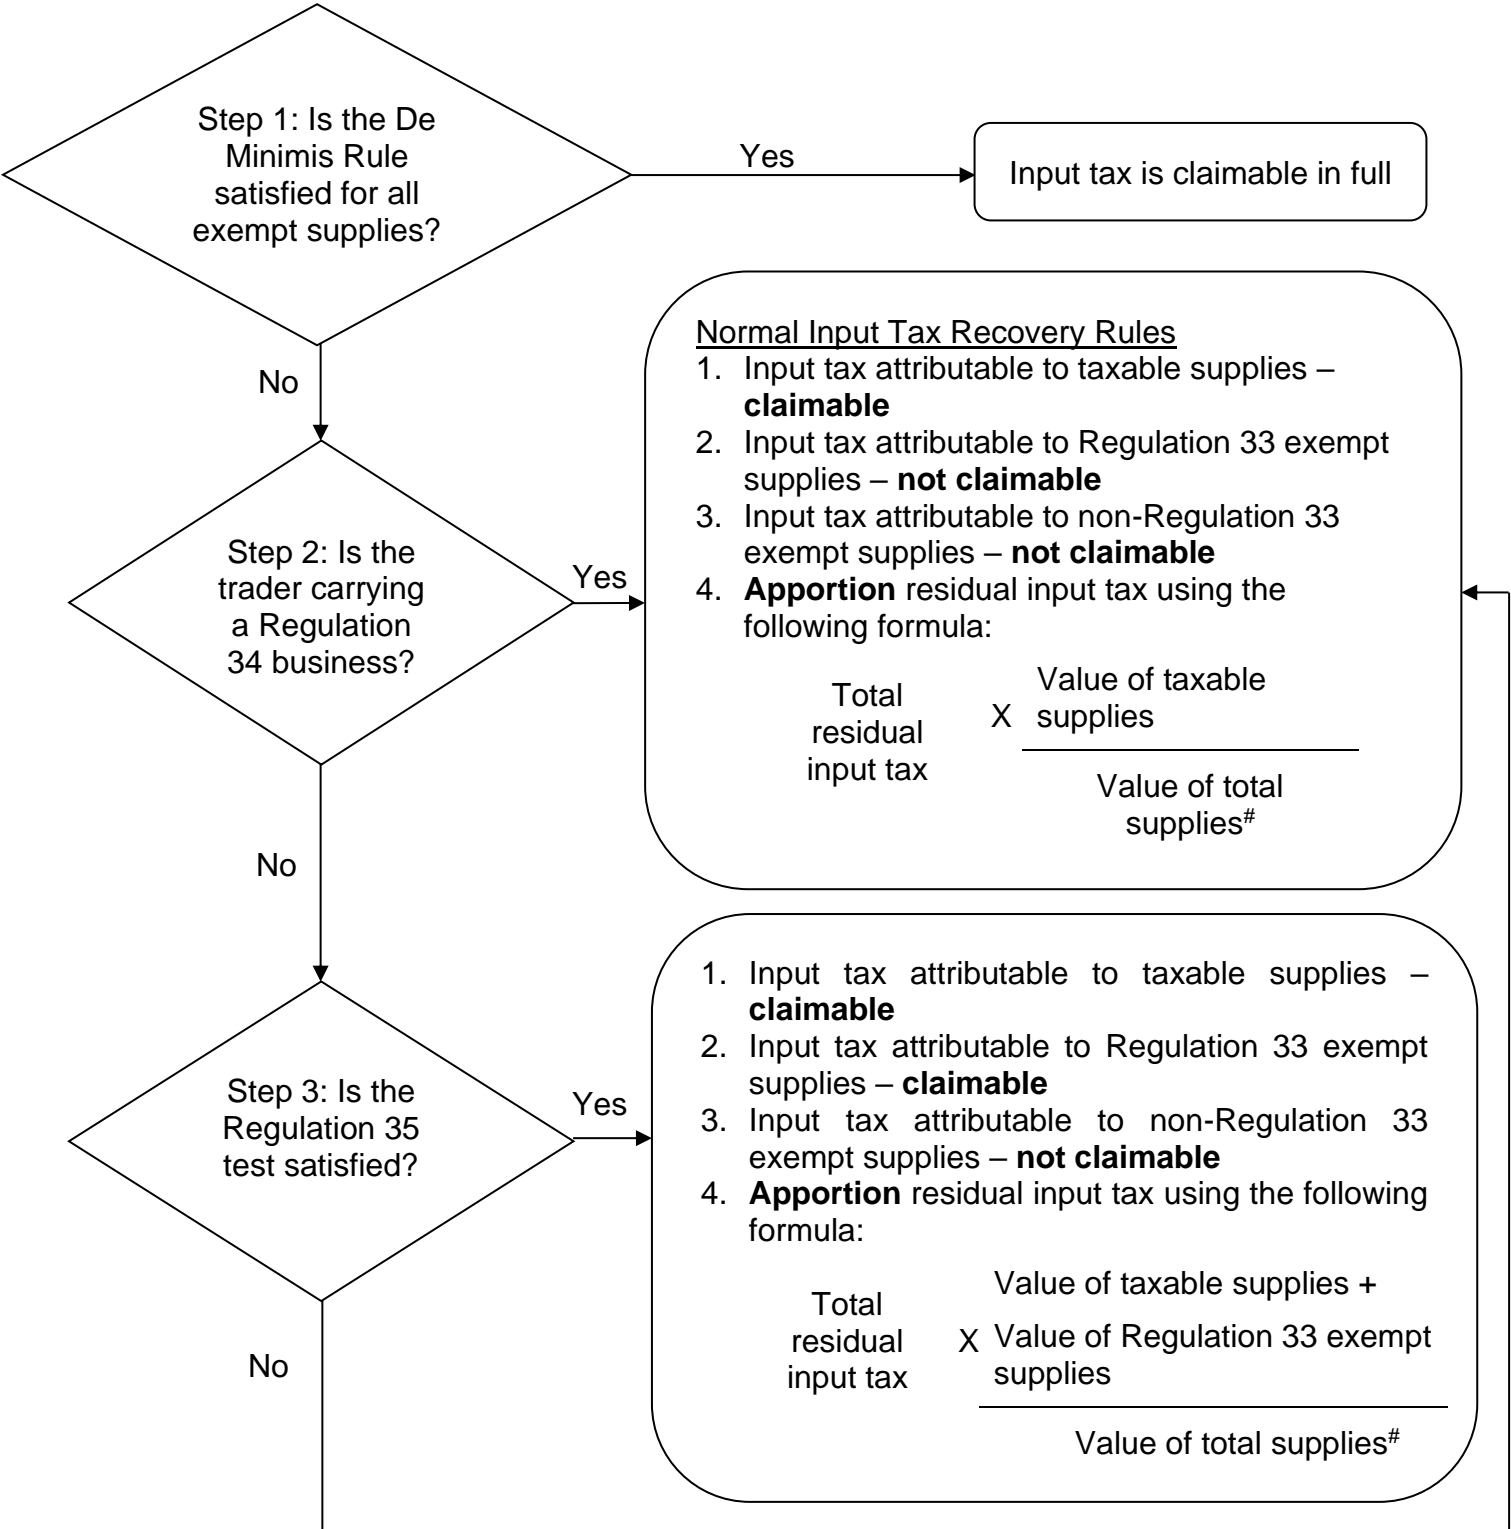 Step 1: Is the De
Minimis Rule
satisfied for all
exempt supplies?
Yes
Input tax is claimable in full
No
Normal Input Tax Recovery Rules
1. Input tax attributable to taxable supplies –
claimable
2. Input tax attributable to Regulation 33 exempt
supplies – not claimable
3. Input tax attributable to non-Regulation 33
exempt supplies – not claimable
4. Apportion residual input tax using the
following formula:
Total
residual
input tax
X
Value of taxable
supplies
Value of total
supplies#
Step 2: Is the
trader carrying
a Regulation
34 business?
Yes
No
Step 3: Is the
Regulation 35
test satisfied?
Yes
1. Input tax attributable to taxable supplies –
claimable
2. Input tax attributable to Regulation 33 exempt
supplies – claimable
3. Input tax attributable to non-Regulation 33
exempt supplies – not claimable
4. Apportion residual input tax using the following
formula:
Total
residual
input tax
X
Value of taxable supplies +
Value of Regulation 33 exempt
supplies
Value of total supplies#
No